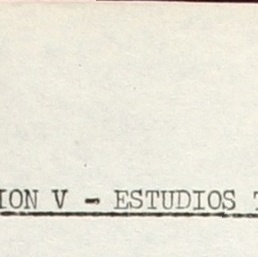 ION V - ESTUDIOS T